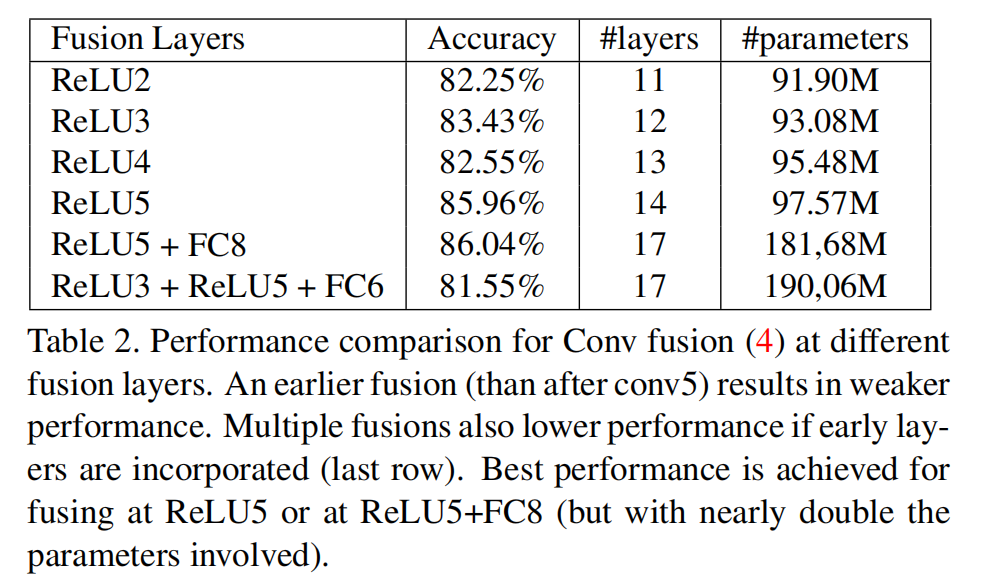 Fusion Layers Accuracy #layers #parameters
ReLU2 82.25% 11 91.90M
ReLU3 83.43% 12 93.08M
ReLU4 82.55% 13 95.48M
ReLU5 85.96% 14 97.57M
ReLU5 + FC8 86.04% 17 181,68M
ReLU3 + ReLU5 + FC6 81.55% 17 190,06M
Table 2. Performance comparison for Conv fusion (4) at different
fusion layers. An earlier fusion (than after conv5) results in weaker
performance. Multiple fusions also lower performance if early lay-
ers are incorporated (last row). Best performance is achieved for
fusing at ReLU5 or at ReLU5+FC8 (but with nearly double the
parameters involved).